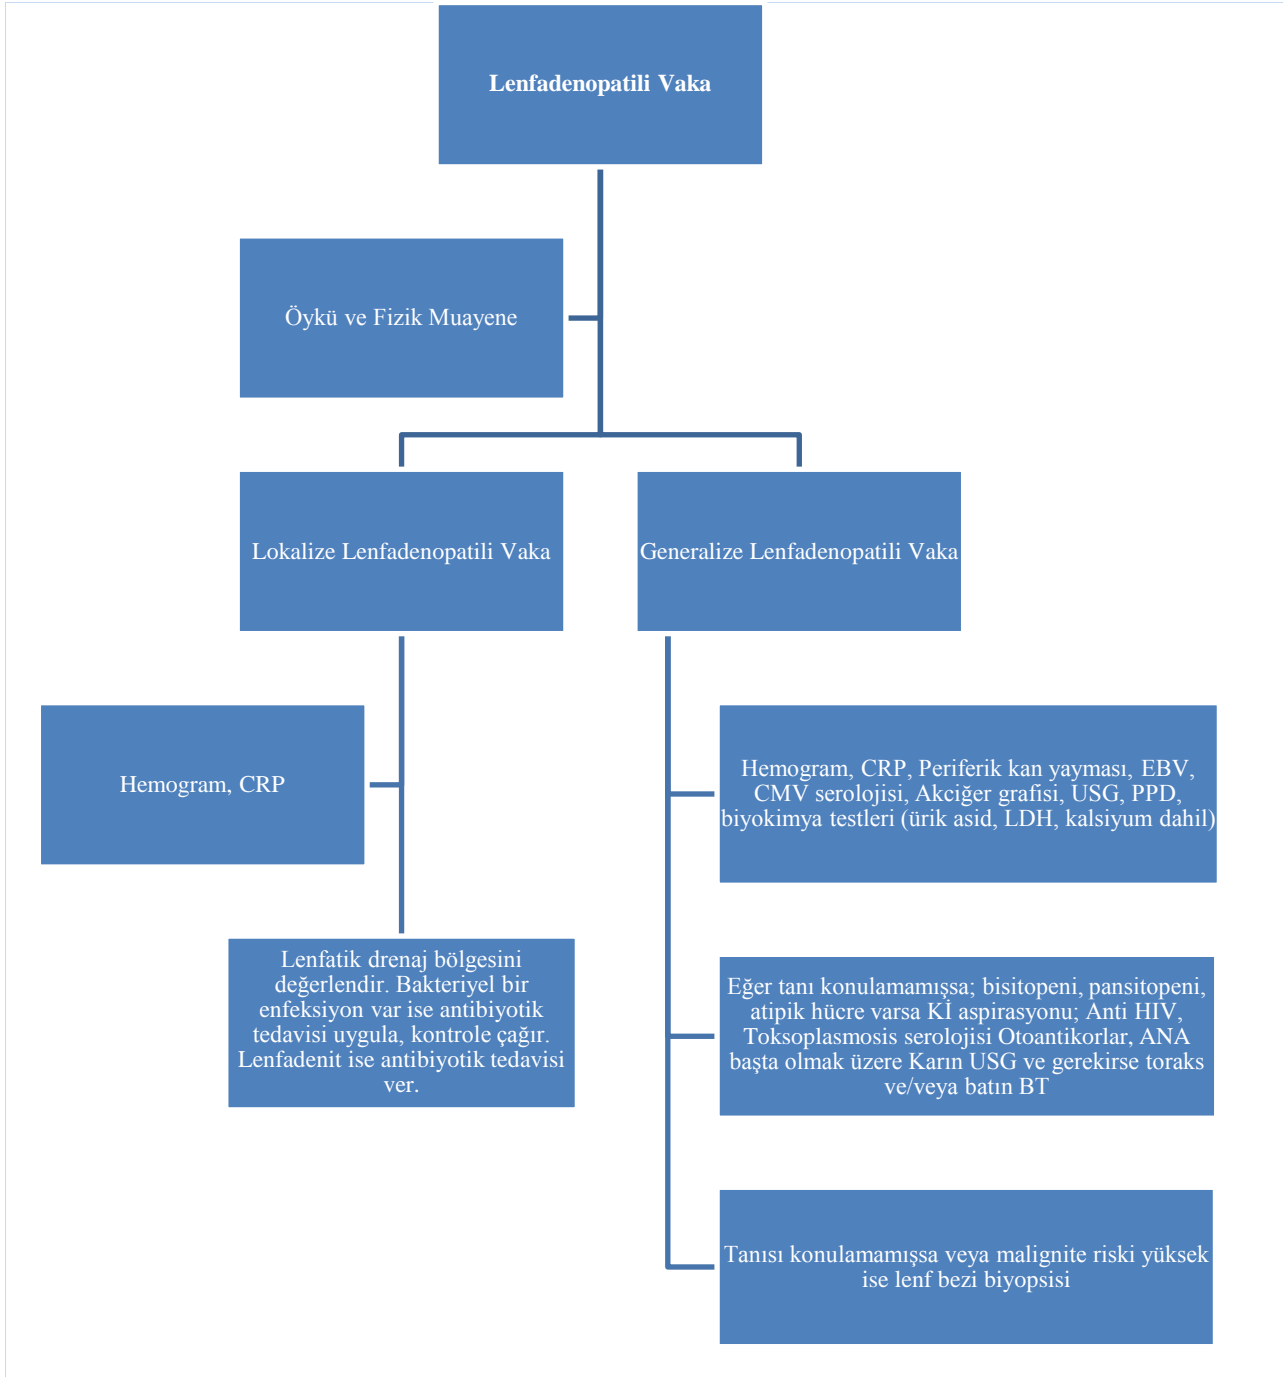 Lenfadenopatili Vaka
Öykü ve Fizik Muayene
Lokalize Lenfadenopatili Vaka
Generalize Lenfadenopatili Vaka
Hemogram, CRP
Hemogram, CRP, Periferik kan yayması, EBV,
CMV serolojisi, Akciğer grafisi, USG, PPD,
biyokimya testleri (ürik asid, LDH, kalsiyum dahil)
Lenfatik drenaj bölgesini
değerlendir. Bakteriyel bir
enfeksiyon var ise antibiyotik
tedavisi uygula, kontrole çağır.
Lenfadenit ise antibiyotik tedavisi
ver.
Eğer tanı konulamamışsa; bisitopeni, pansitopeni,
atipik hücre varsa Kİ aspirasyonu; Anti HIV,
Toksoplasmosis serolojisi Otoantikorlar, ANA
başta olmak üzere Karın USG ve gerekirse toraks
ve/veya batın BT
Tanısı konulamamışsa veya malignite riski yüksek
ise lenf bezi biyopsisi